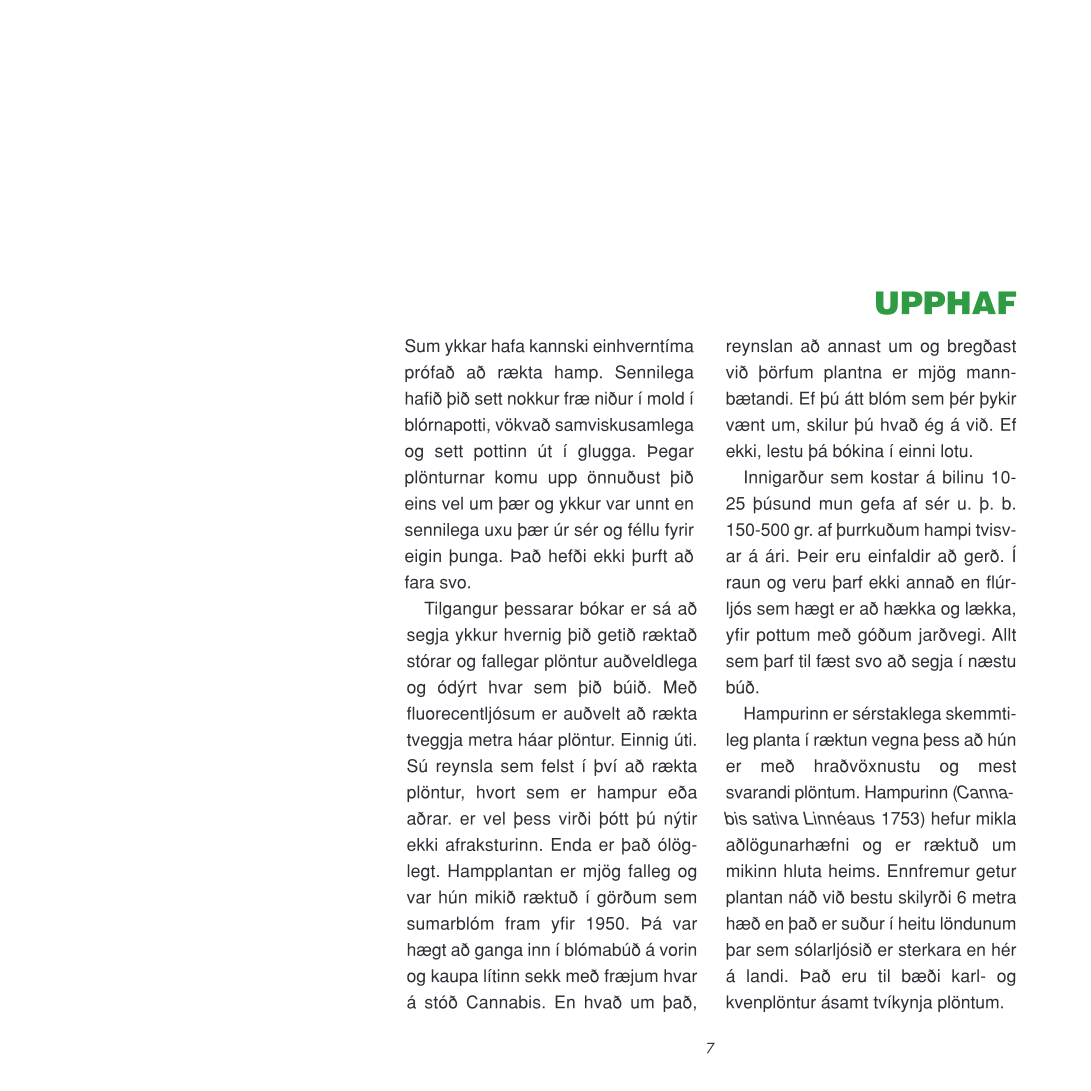 UPPHAF
Sum ykkar hafa kannski einhverntíma
prófað að rækta hamp. Sennilega
hafið þið sett nokkur fræ niður í mold í
blórnapotti, vökvað samviskusamlega
og sett pottinn út í glugga. Þegar
plönturnar komu upp önnuðust þið
eins vel um þær og ykkur var unnt en
sennilega uxu þær úr sér og féllu fyrir
eigin þunga. Það hefði ekki þurft að
fara svo.
Tilgangur þessarar bókar er sá að
segja ykkur hvernig þið getið ræktað
stórar og fallegar plöntur auðveldlega
og ódýrt hvar sem þið búið. Með
fluorecentljósum er auðvelt að rækta
tveggja metra háar plöntur. Einnig úti.
Sú reynsla sem felst í því að rækta
plöntur, hvort sem er hampur eða
aðrar. er vel þess virði þótt þú nýtir
ekki afraksturinn. Enda er það ólög-
legt. Hampplantan er mjög falleg og
var hún mikið ræktuð í görðum sem
sumarblóm fram yfir 1950. Þá var
hægt að ganga inn í blómabúð á vorin
og kaupa lítinn sekk með fræjum hvar
á stóð Cannabis. En hvað um það,
reynslan að annast um og bregðast
við þörfum plantna er mjög mann-
bætandi. Ef þú átt blóm sem þér þykir
vænt um, skilur þú hvað ég á við. Ef
ekki, lestu þá bókina í einni lotu.
Innigarður sem kostar á bilinu 10-
25 þúsund mun gefa af sér u. þ. b.
150-500 gr. af þurrkuðum hampi tvisv-
ar á ári. Þeir eru einfaldir að gerð. Í
raun og veru þarf ekki annað en flúr-
ljós sem hægt er að hækka og lækka,
yfir pottum með góðum jarðvegi. Allt
sem þarf til fæst svo að segja í næstu
búð.
Hampurinn er sérstaklega skemmti-
leg planta í ræktun vegna þess að hún
er með hraðvöxnustu og mest
svarandi plöntum. Hampurinn (Canna-
bis sativa Linnéaus 1753) hefur mikla
aðlögunarhæfni og er ræktuð um
mikinn hluta heims. Ennfremur getur
plantan náð við bestu skilyrði 6 metra
hæð en það er suður í heitu löndunum
þar sem sólarljósið er sterkara en hér
á landi. Það eru til bæði karl- og
kvenplöntur ásamt tvíkynja plöntum.
7